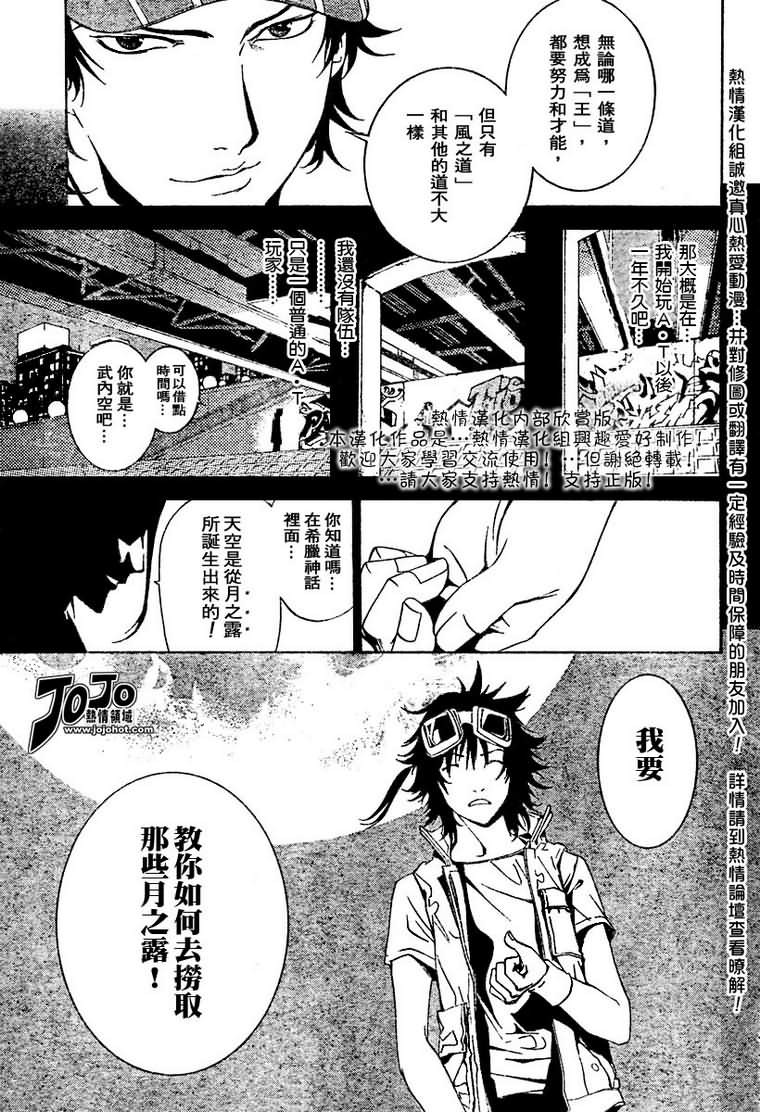 無論哪一條道，
想成爲「王」，
都要努力和才能，
但只有
「風之道」
和其他的道不大
一樣
那大概是在…
我開始玩A・T以後
一年不久吧…
我還沒有隊伍…
………
只是一個普通的A・T
玩家……
可以借點
時間嗎…
你就是…
武內空吧…
！～熱情漢化内部欣賞版～
本漢化作品是…熱情漢化組興趣愛好制作！
歡迎大家學習交流使用！…但謝絕轉載！
…請大家支持熱情！支持正版！
你知道嗎…
在希臘神話
裡面…
天空是從月之露
所誕生出來的！
JOJO
熱情領域
www.jojohot.com
我要
教你如何去撈取
那些月之露！
熱情漢化組誠邀真心熱愛動漫…并對修圖或翻譯有一定經驗及時間保障的朋友加入！ 詳情請到熱情論壇查看暸解！